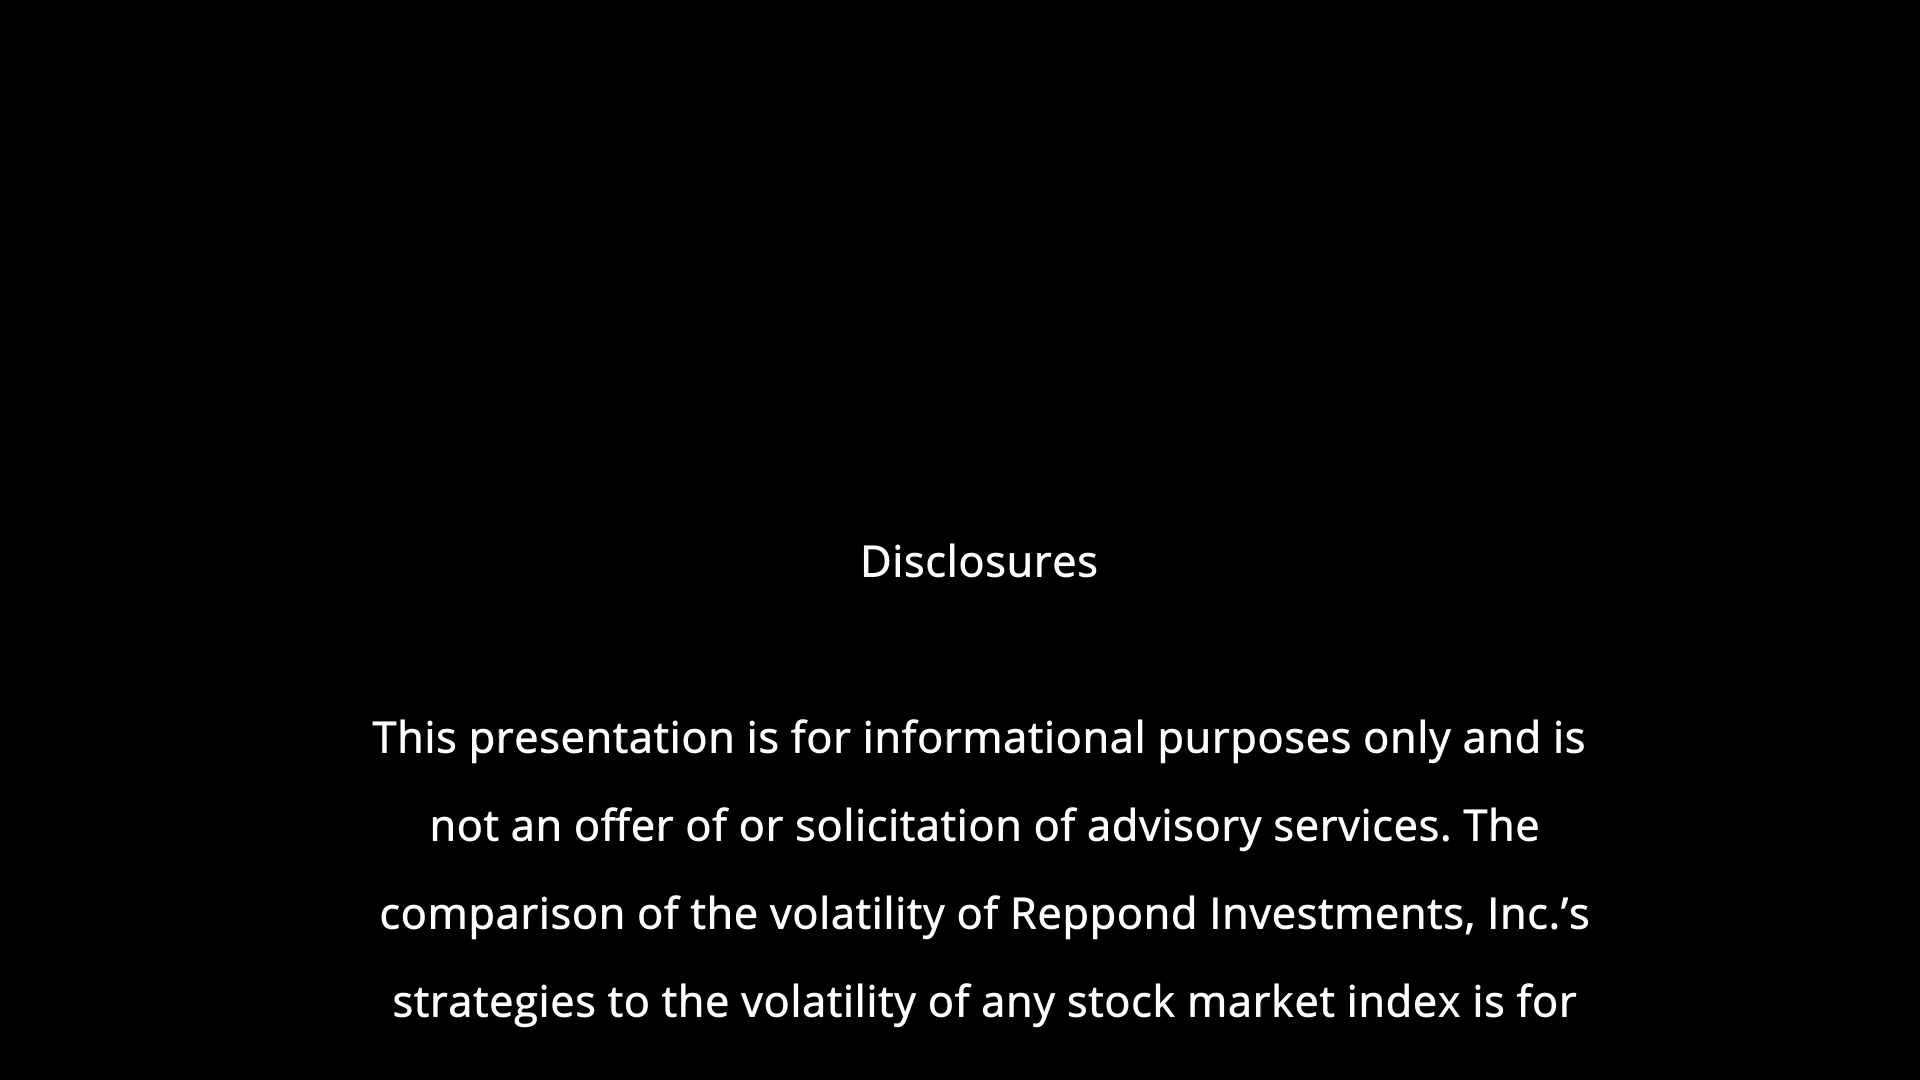 Disclosures
This presentation is for informational purposes only and is
not an offer of or solicitation of advisory services. The
comparison of the volatility of Reppond Investments, Inc.’s
strategies to the volatility of any stock market index is for